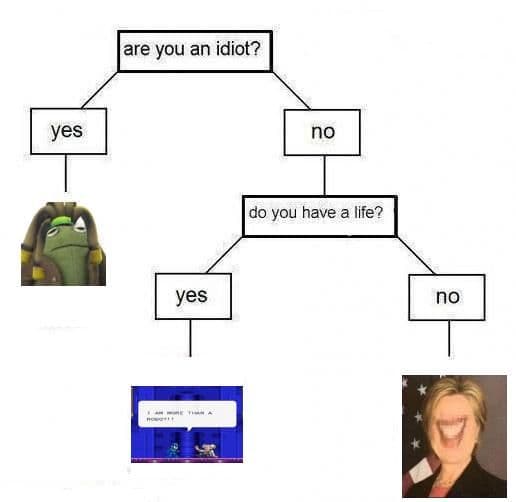 are you an idiot?
yes
no
do you have a life?
yes
no
I AM MORE THAN A
ROBOT!!